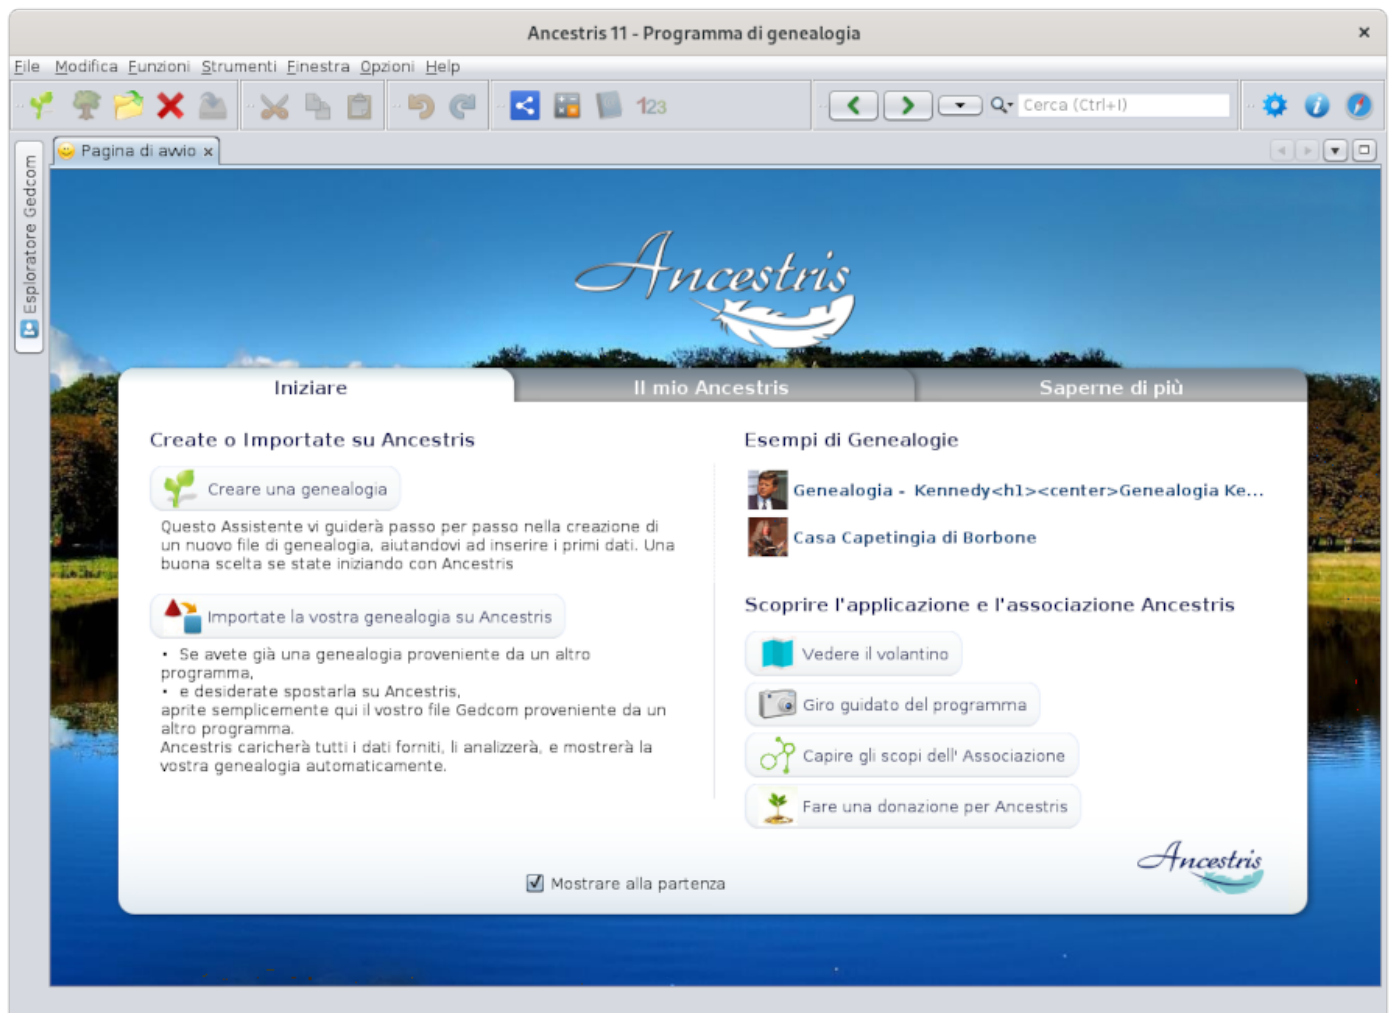 Ancestris 11 - Programma di genealogia
File Modifica Funzioni Strumenti Finestra Opzioni Help
123
Cerca (Ctrl+I)
Esploratore Gedcom
Pagina di avvio
Ancestris
Iniziare
Il mio Ancestris
Saperne di più
Create o Importate su Ancestris
Creare una genealogia
Questo Assistente vi guiderà passo per passo nella creazione di
un nuovo file di genealogia, aiutandovi ad inserire i primi dati. Una
buona scelta se state iniziando con Ancestris
Importate la vostra genealogia su Ancestris
• Se avete già una genealogia proveniente da un altro
programma,
• e desiderate spostarla su Ancestris,
aprite semplicemente qui il vostro file Gedcom proveniente da un
altro programma.
Ancestris caricherà tutti i dati forniti, li analizzerà, e mostrerà la
vostra genealogia automaticamente.
Esempi di Genealogie
Genealogia - Kennedy<h1><center>Genealogia Ke...
Casa Capetingia di Borbone
Scoprire l'applicazione e l'associazione Ancestris
Vedere il volantino
Giro guidato del programma
Capire gli scopi dell' Associazione
Fare una donazione per Ancestris
Ancestris
Mostrare alla partenza